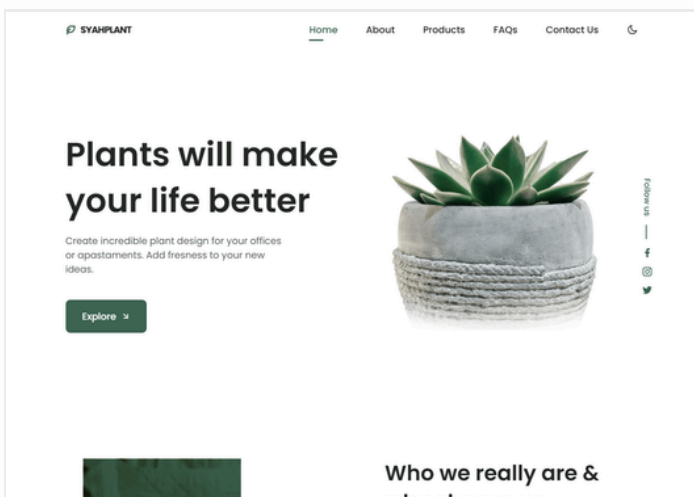 SYAHPLANT
Home
About
Products
FAQs
Contact Us
Plants will make
your life better
Create incredible plant design for your offices
or apastaments. Add fresness to your new
ideas.
Explore
Follow us
Who we really are &